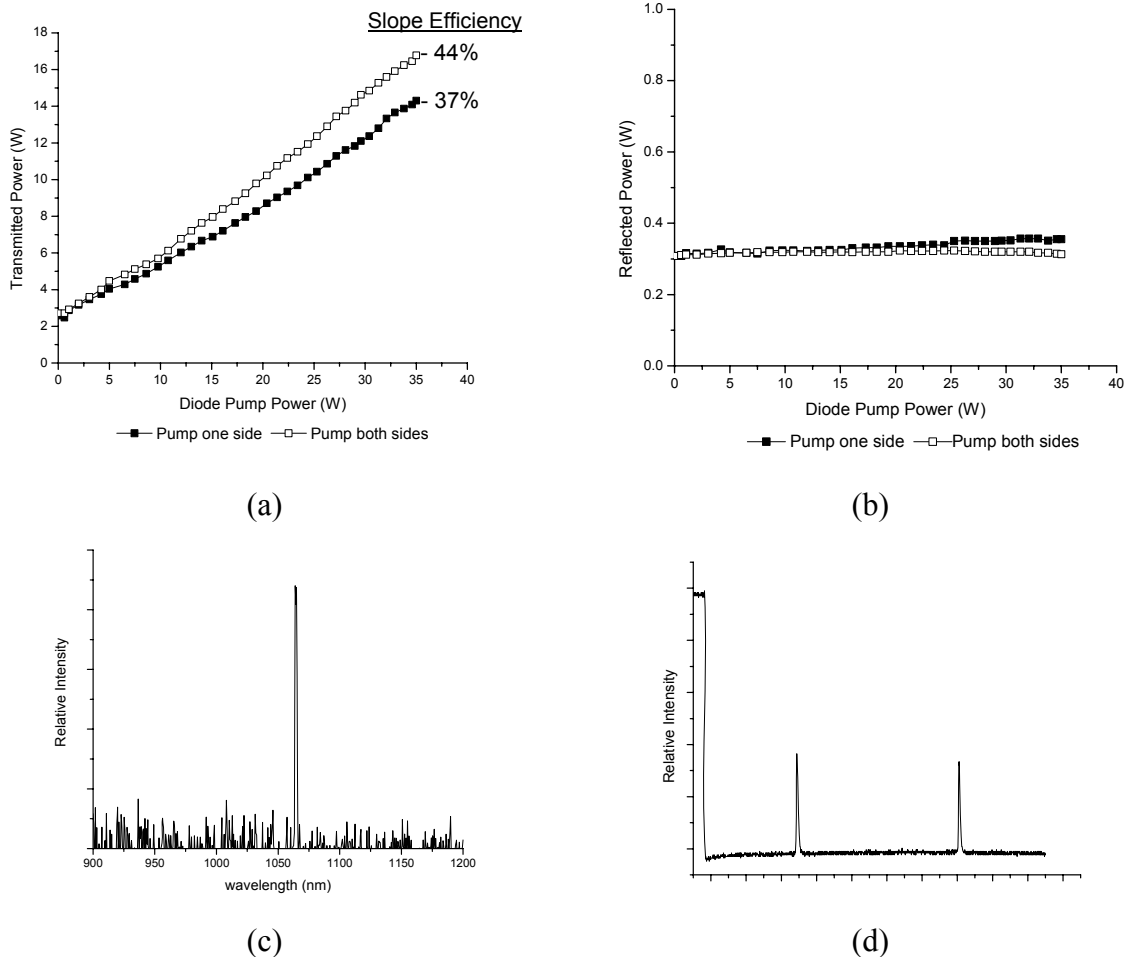 Slope Efficiency
44%
37%
18
16
14
12
10
8
6
4
2
0
Transmitted Power (W)
0 5 10 15 20 25 30 35 40
Diode Pump Power (W)
Pump one side Pump both sides
(a)
1.0
0.8
0.6
0.4
0.2
0.0
Reflected Power (W)
0 5 10 15 20 25 30 35 40
Diode Pump Power (W)
Pump one side Pump both sides
(b)
Relative Intensity
900 950 1000 1050 1100 1150 1200
wavelength (nm)
(c)
Relative Intensity
(d)